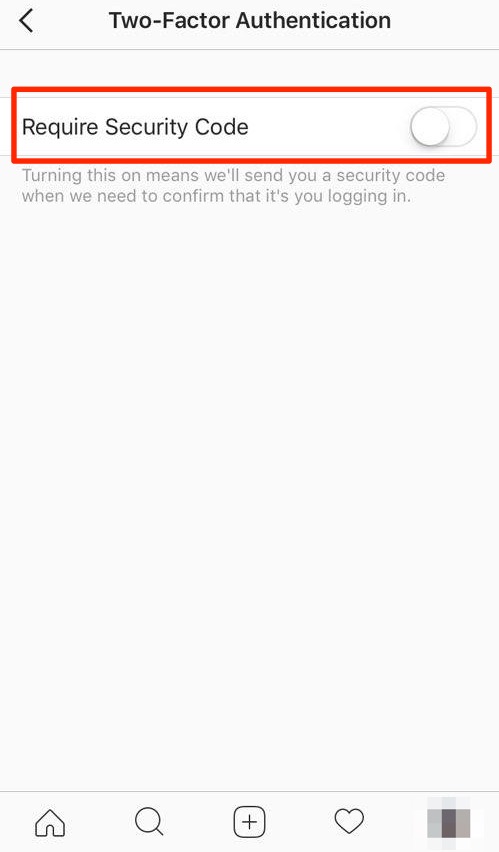 Two-Factor Authentication
Require Security Code
Turning this on means we'll send you a security code
when we need to confirm that it's you logging in.